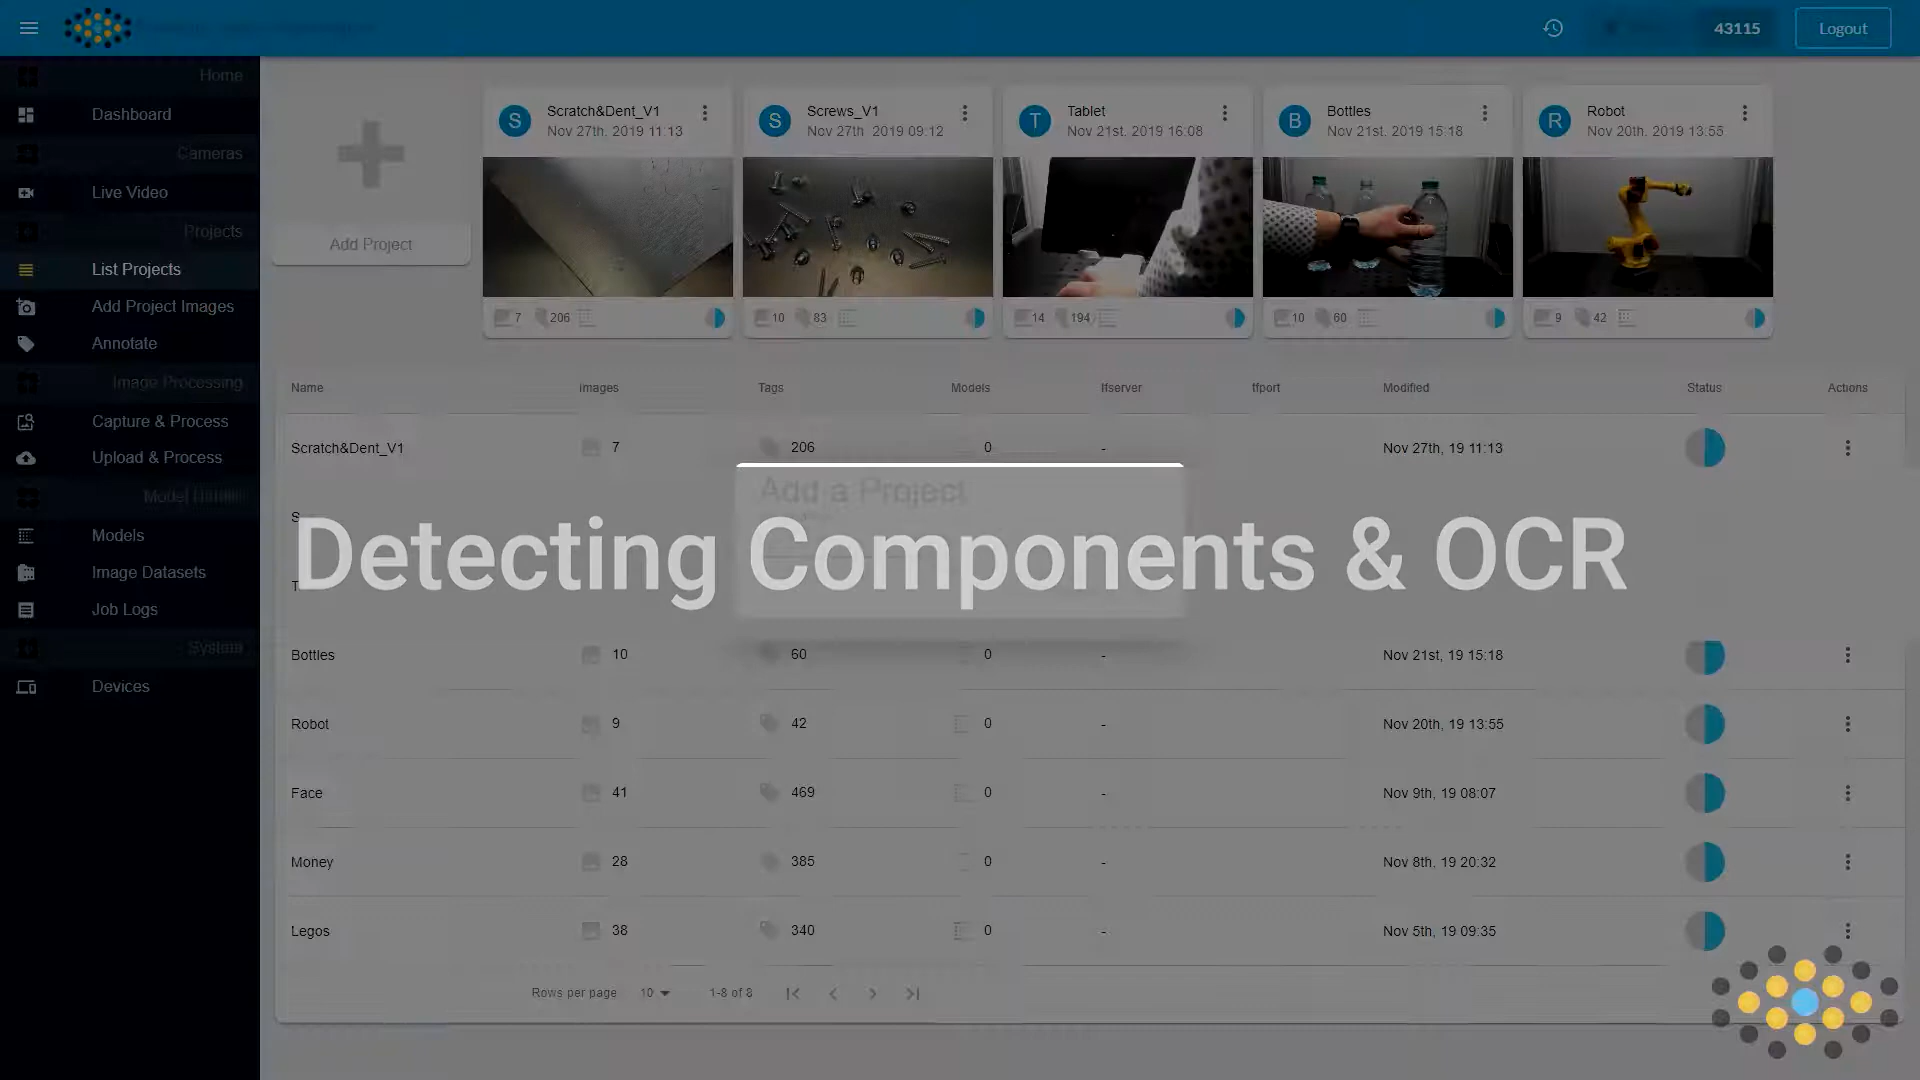 43115
Logout
Home
Dashboard
Cameras
Live Video
Projects
List Projects
Add Project Images
Annotate
Image Processing
Capture & Process
Upload & Process
Model
Models
Image Datasets
Job Logs
System
Devices
Add Project
S Scratch&Dent_V1
Nov 27th, 2019 11:13
7 206
S Screws_V1
Nov 27th 2019 09:12
10 83
T Tablet
Nov 21st, 2019 16:08
14 194
B Bottles
Nov 21st, 2019 15:18
10 60
R Robot
Nov 20th, 2019 13:55
9 42
Name Images Tags Models tfserver tfport Modified Status Actions
Scratch&Dent_V1 7 206 0 - Nov 27th, 19 11:13
Add a Project
S
Detecting Components & OCR
T
Bottles 10 60 0 - Nov 21st, 19 15:18
Robot 9 42 0 - Nov 20th, 19 13:55
Face 41 469 0 - Nov 9th, 19 08:07
Money 28 385 0 - Nov 8th, 19 20:32
Legos 38 340 0 - Nov 5th, 19 09:35
Rows per page 10 1-8 of 8